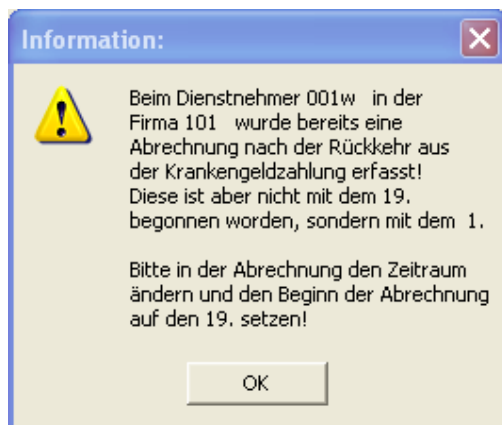 Information:
Beim Dienstnehmer 001w in der
Firma 101 wurde bereits eine
Abrechnung nach der Rückkehr aus
der Krankengeldzahlung erfasst!
Diese ist aber nicht mit dem 19.
begonnen worden, sondern mit dem 1.
Bitte in der Abrechnung den Zeitraum
ändern und den Beginn der Abrechnung
auf den 19. setzen!
OK